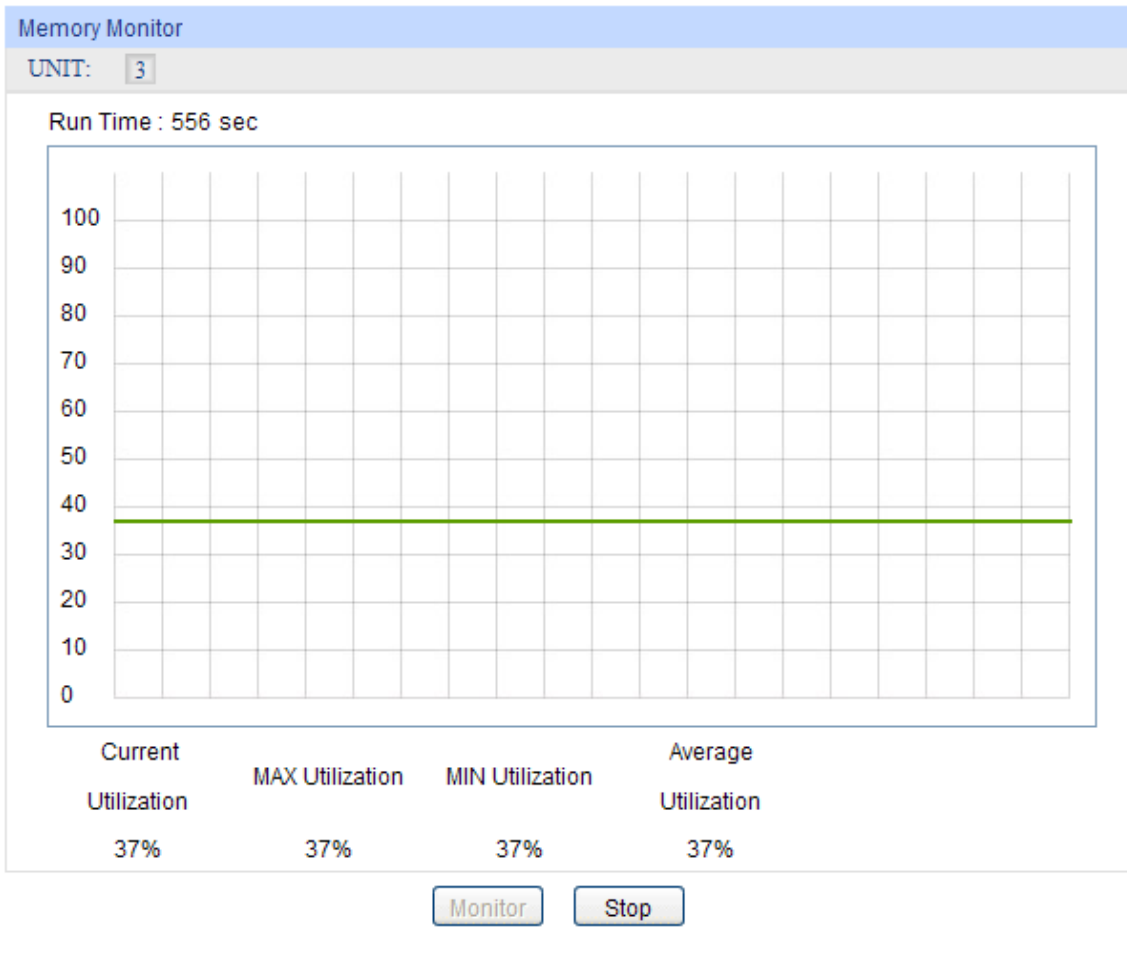 Memory Monitor
UNIT: 3
Run Time : 556 sec
100
90
80
70
60
50
40
30
20
10
0
Current Utilization MAX Utilization MIN Utilization Average Utilization
37% 37% 37% 37%
Monitor Stop